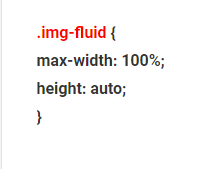 .img-fluid {
max-width: 100%;
height: auto;
}